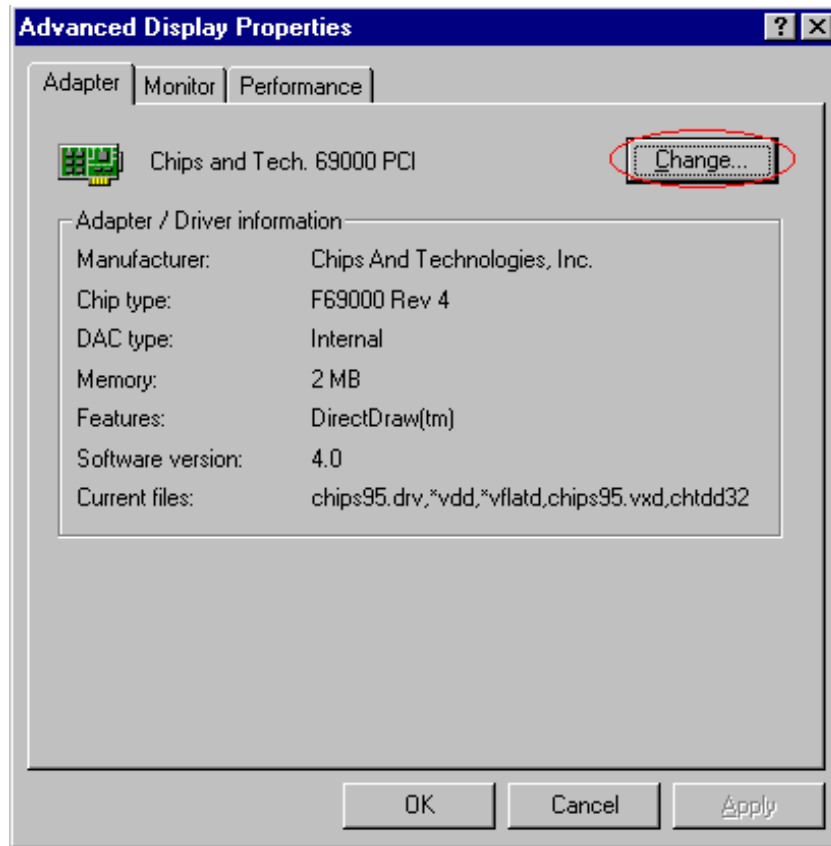 Advanced Display Properties
Adapter Monitor Performance
Chips and Tech. 69000 PCI Change...
Adapter / Driver information
Manufacturer: Chips And Technologies, Inc.
Chip type: F69000 Rev 4
DAC type: Internal
Memory: 2 MB
Features: DirectDraw(tm)
Software version: 4.0
Current files: chips95.drv,*vdd,*vflatd,chips95.vxd,chtdd32
OK Cancel Apply